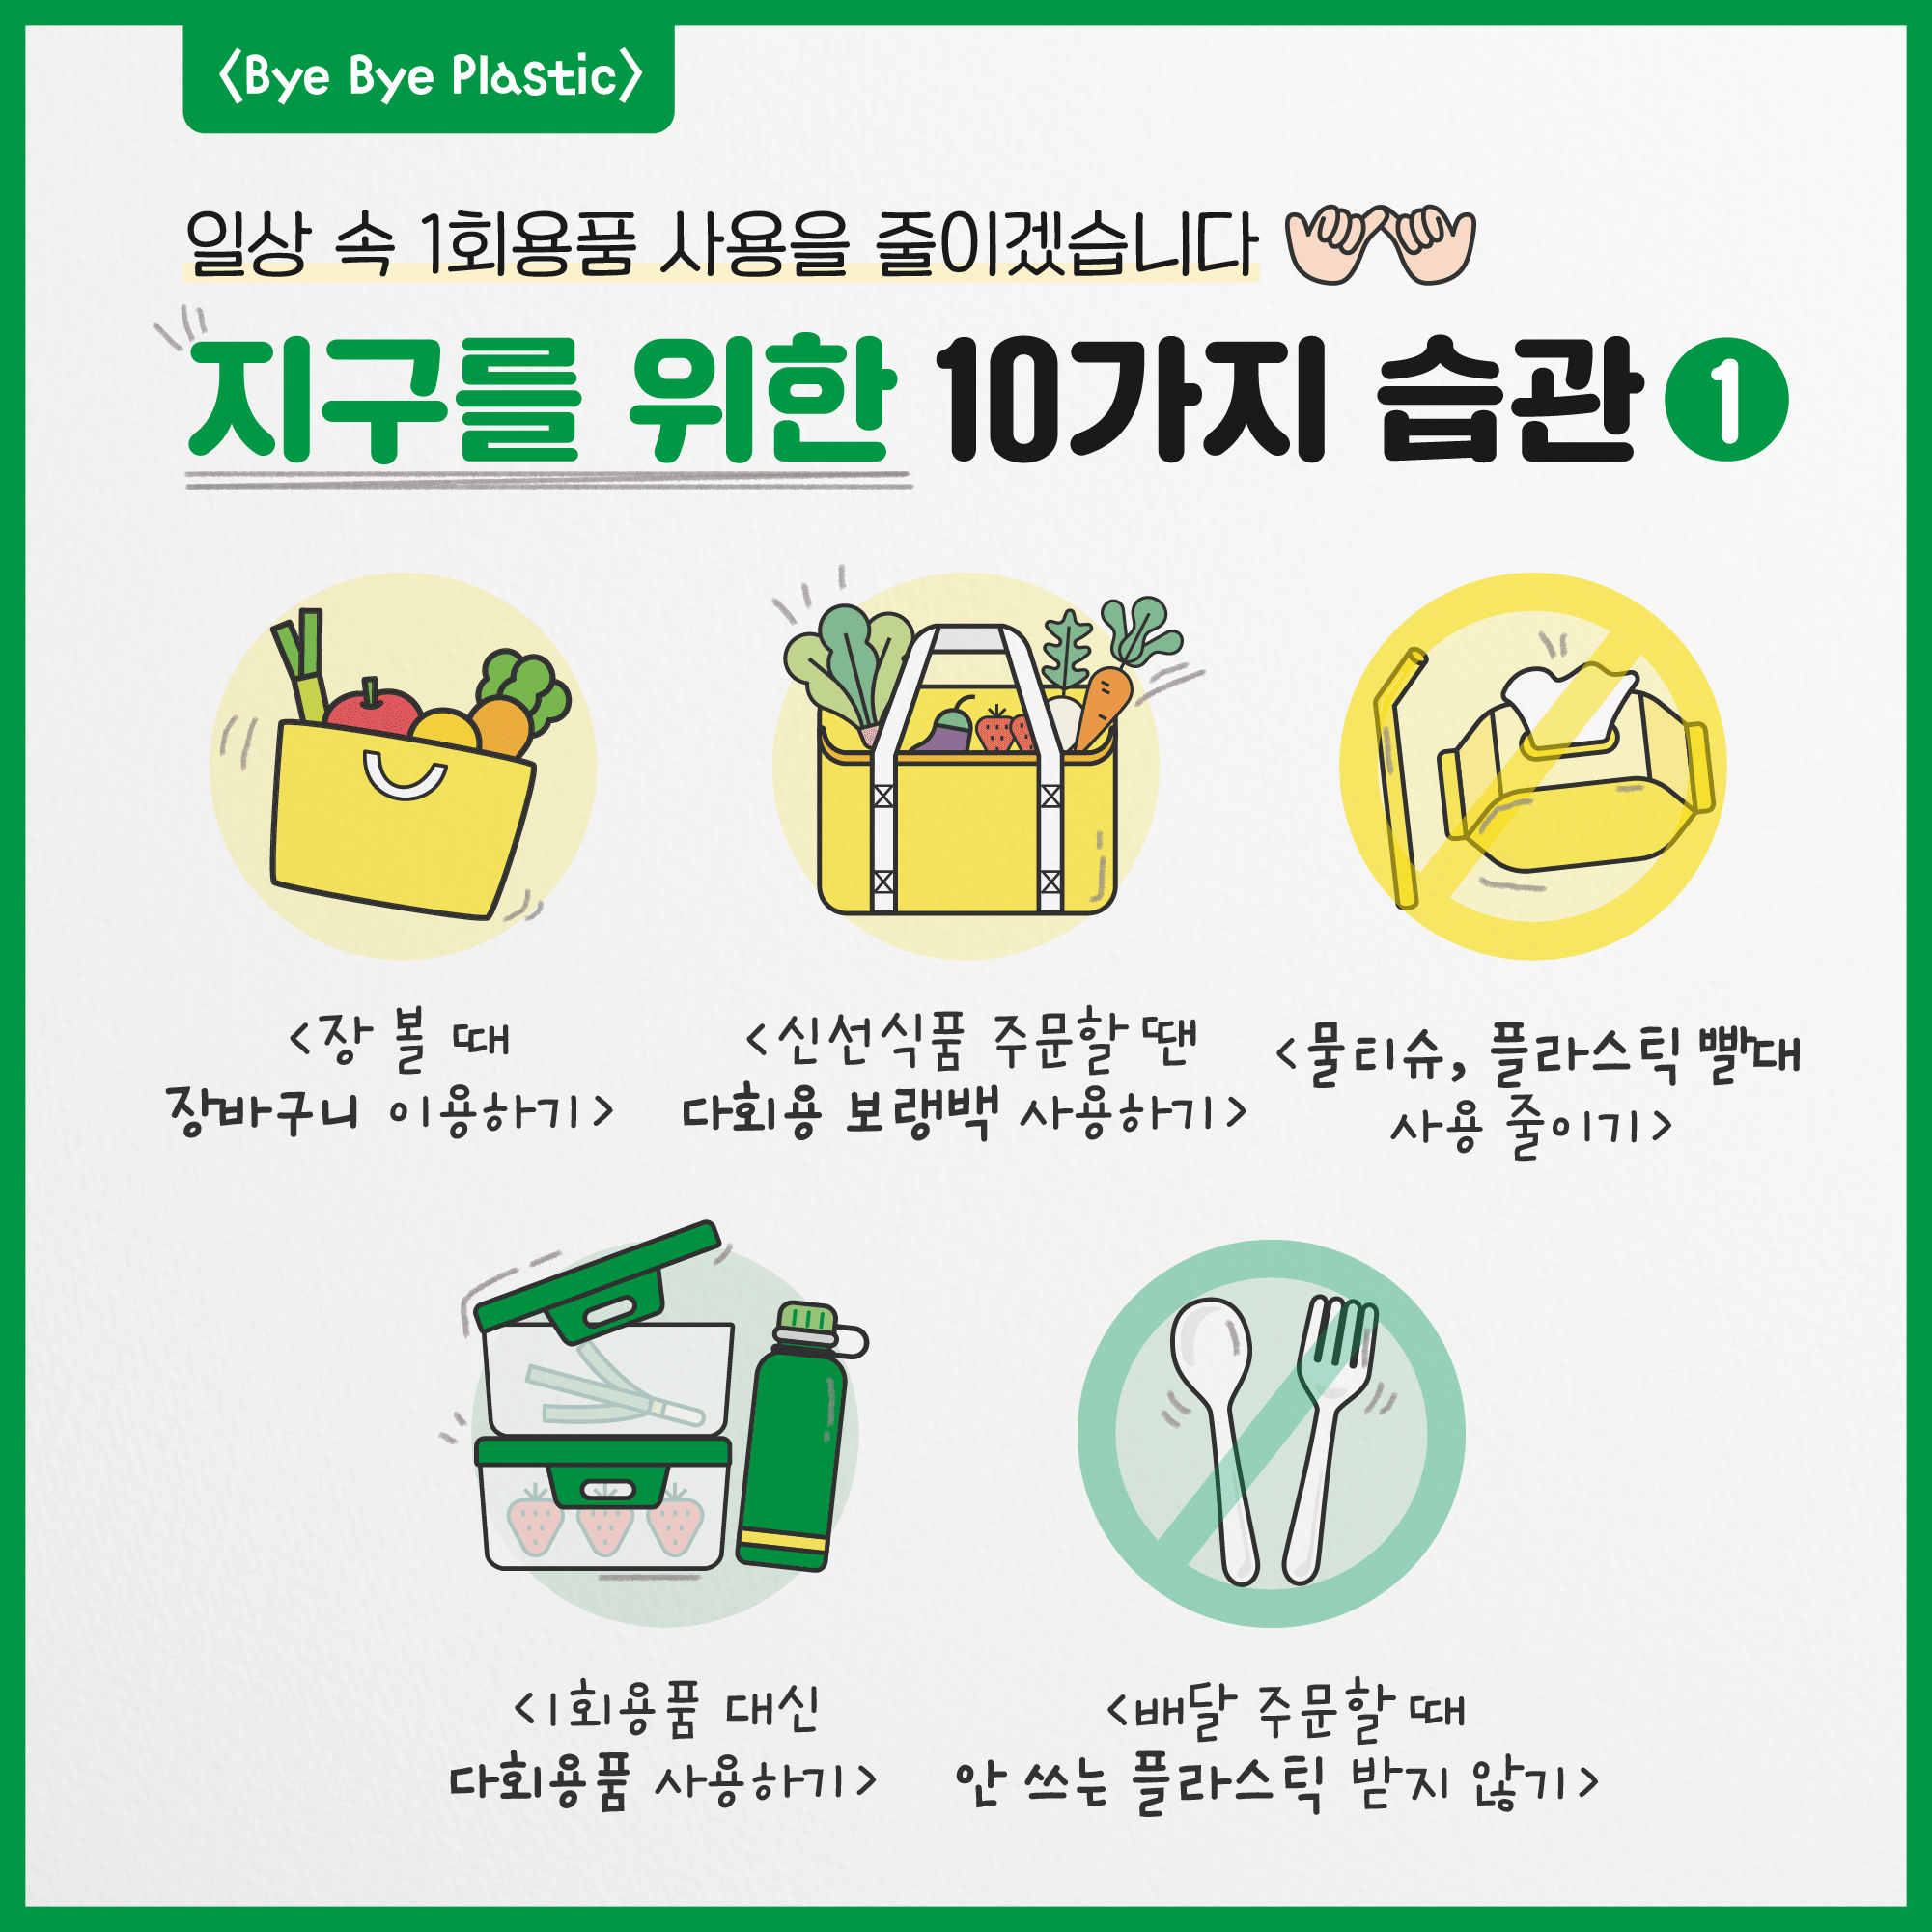 <Bye Bye Plastic>
일상 속 1회용품 사용을 줄이겠습니다
지구를 위한 10가지 습관 1
<장 볼 때
장바구니 이용하기>
<신선식품 주문할 땐
다회용 보랭백 사용하기>
<물티슈, 플라스틱 빨대
사용 줄이기>
<1회용품 대신
다회용품 사용하기>
<배달 주문할 때
안 쓰는 플라스틱 받지 않기>